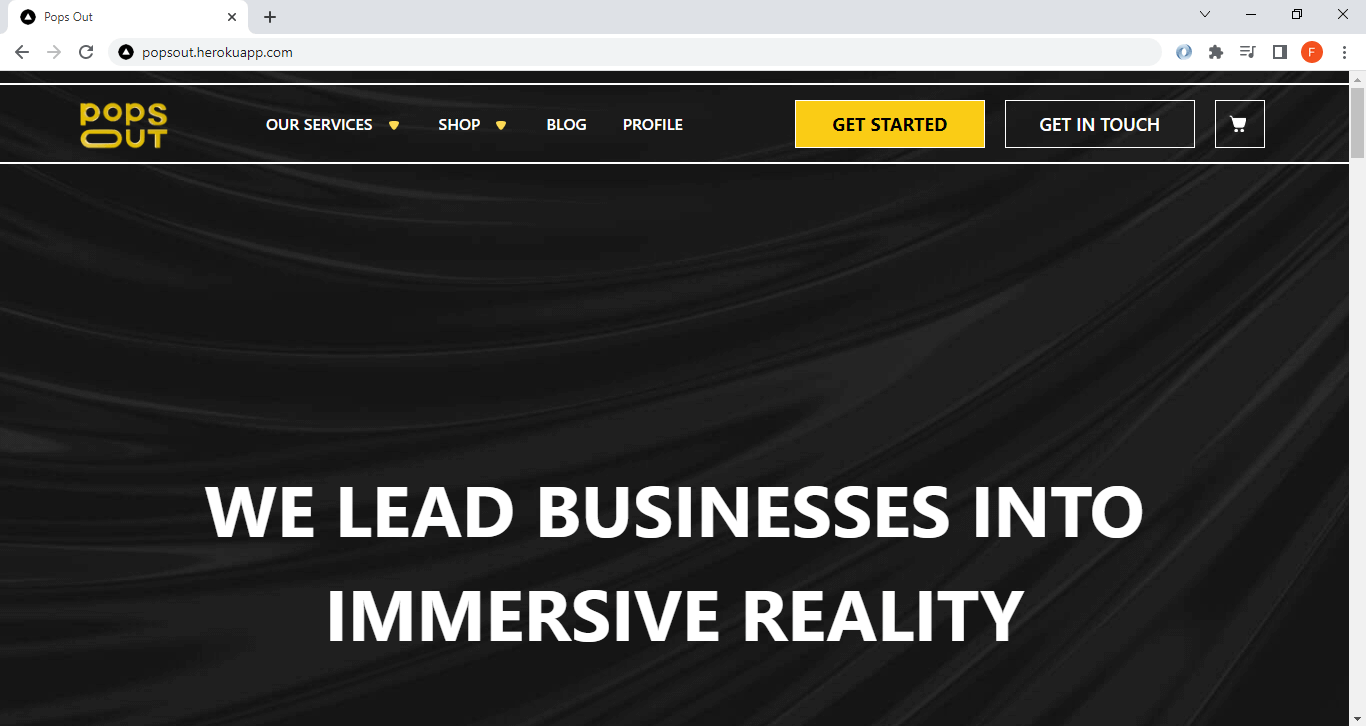 Pops Out
popsout.herokuapp.com
F
pops
OUT
OUR SERVICES
SHOP
BLOG
PROFILE
GET STARTED
GET IN TOUCH
WE LEAD BUSINESSES INTO
IMMERSIVE REALITY